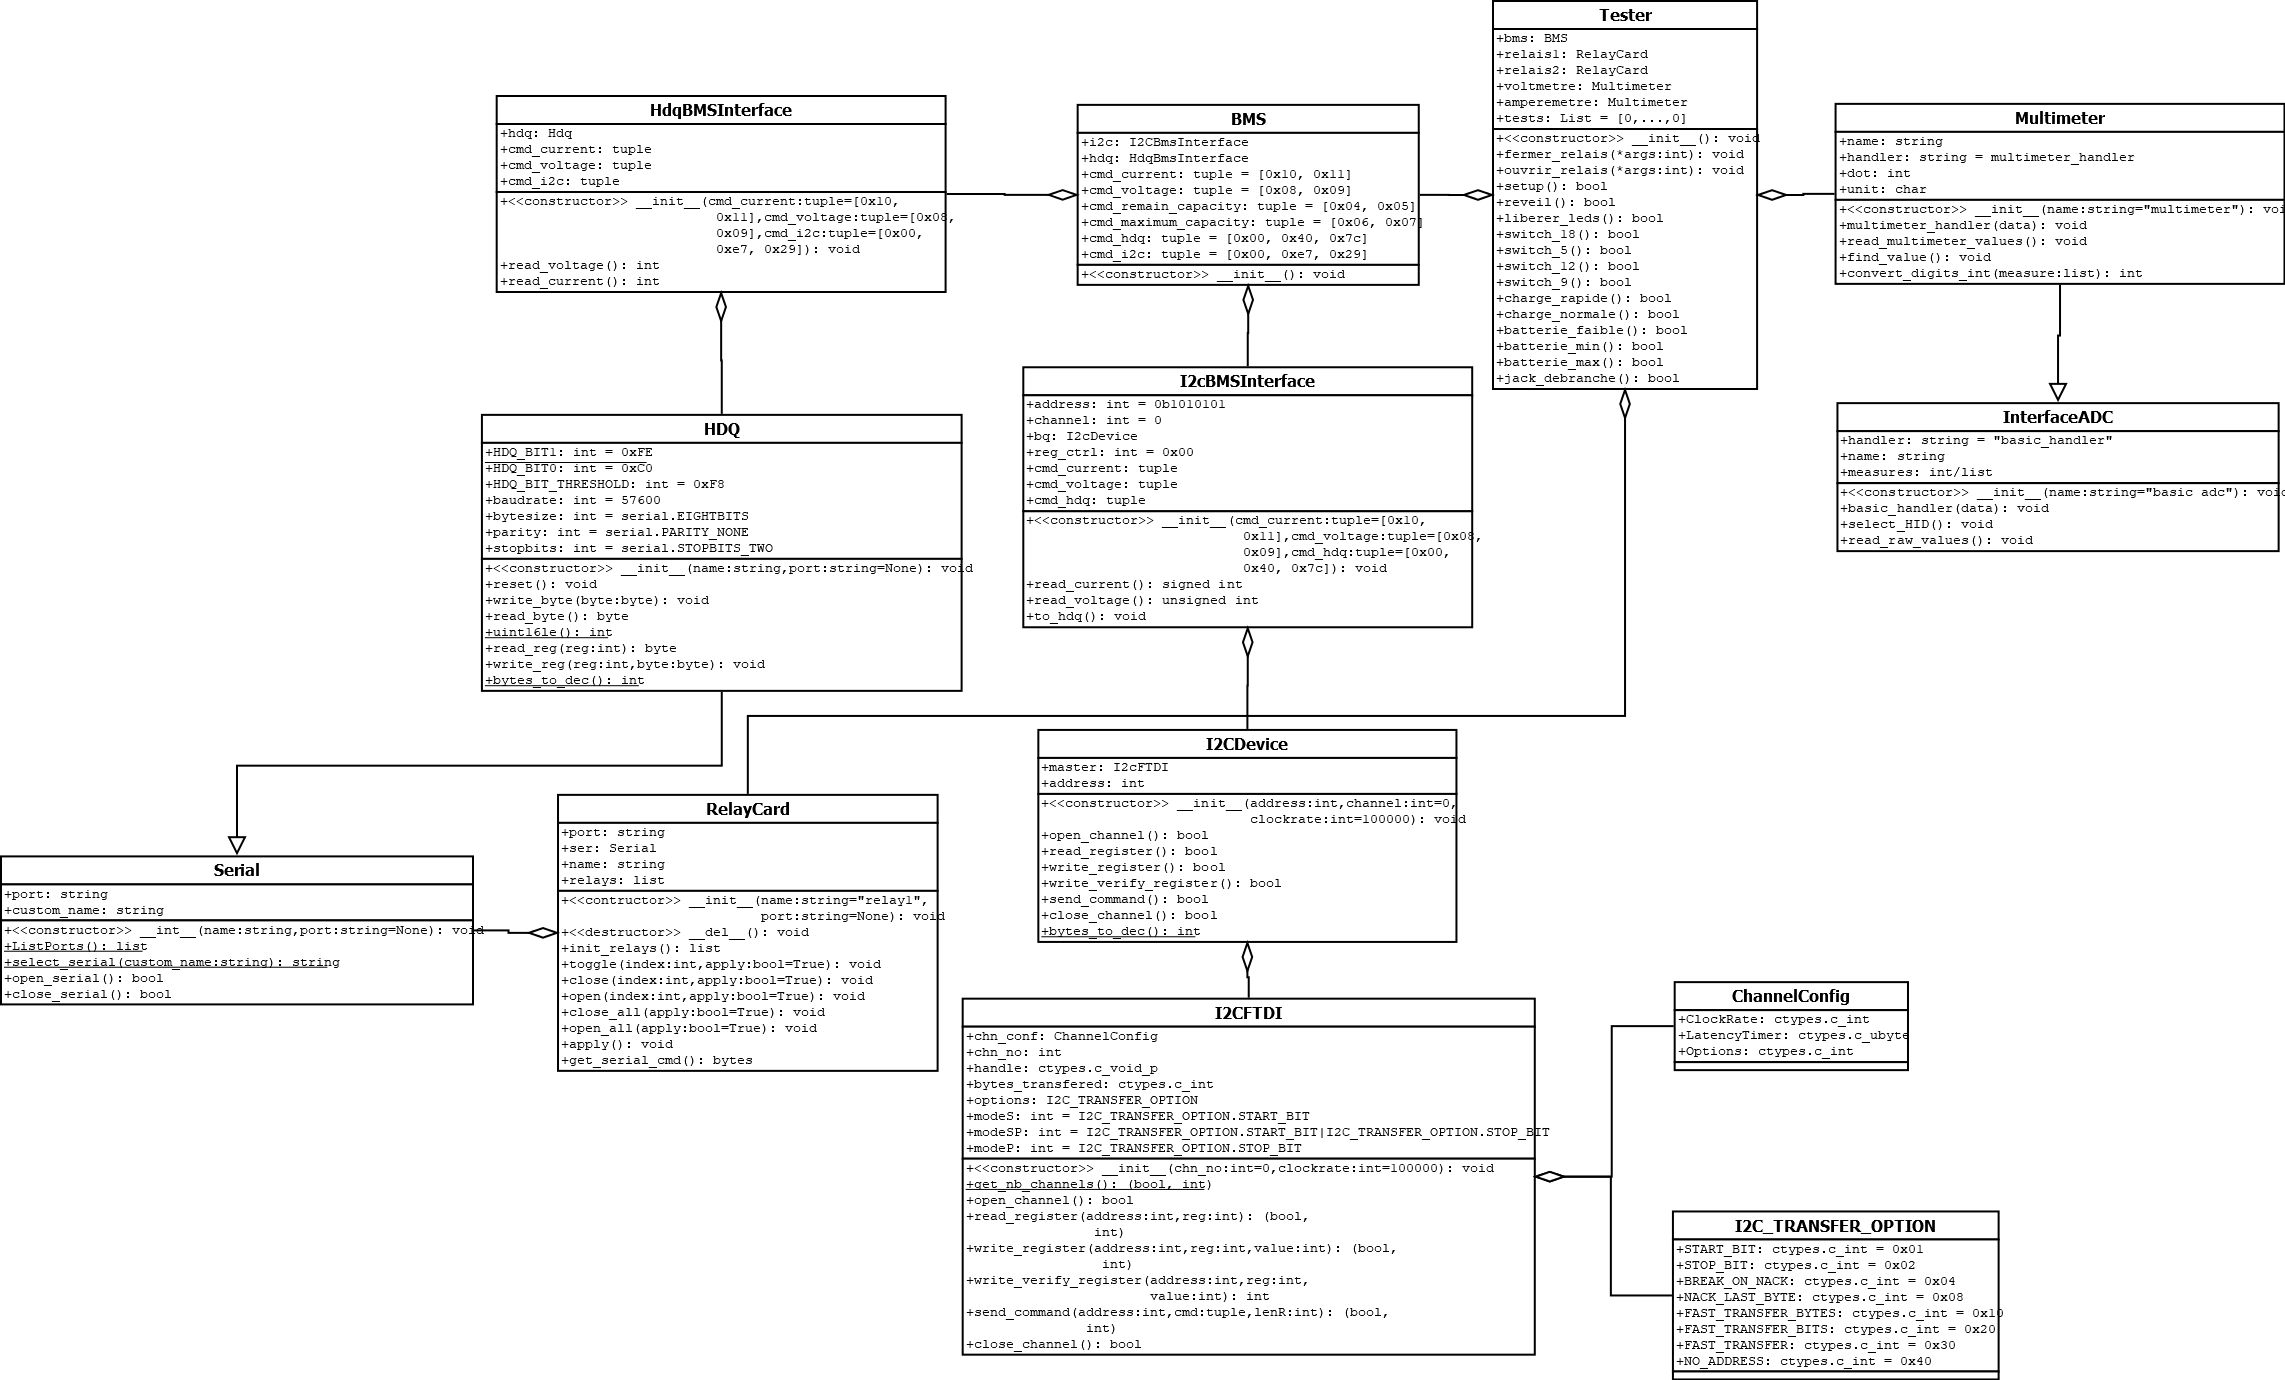 Tester
+bms: BMS
+relais1: RelayCard
+relais2: RelayCard
+voltmetre: Multimeter
+amperemetre: Multimeter
+tests: List = [0,...,0]
+<<constructor>> __init__(): void
+fermer_relais(*args:int): void
+ouvrir_relais(*args:int): void
+setup(): bool
+reveil(): bool
+liberer_leds(): bool
+switch_18(): bool
+switch_5(): bool
+switch_12(): bool
+switch_9(): bool
+charge_rapide(): bool
+charge_normale(): bool
+batterie_faible(): bool
+batterie_min(): bool
+batterie_max(): bool
+jack_debranche(): bool
HdqBMSInterface
+hdq: Hdq
+cmd_current: tuple
+cmd_voltage: tuple
+cmd_i2c: tuple
+<<constructor>> __init__(cmd_current:tuple=[0x10,
0x11],cmd_voltage:tuple=[0x08,
0x09],cmd_i2c:tuple=[0x00,
0xe7, 0x29]): void
+read_voltage(): int
+read_current(): int
BMS
+i2c: I2CBmsInterface
+hdq: HdqBmsInterface
+cmd_current: tuple = [0x10, 0x11]
+cmd_voltage: tuple = [0x08, 0x09]
+cmd_remain_capacity: tuple = [0x04, 0x05]
+cmd_maximum_capacity: tuple = [0x06, 0x07]
+cmd_hdq: tuple = [0x00, 0x40, 0x7c]
+cmd_i2c: tuple = [0x00, 0xe7, 0x29]
+<<constructor>> __init__(): void
Multimeter
+name: string
+handler: string = multimeter_handler
+dot: int
+unit: char
+<<constructor>> __init__(name:string="multimeter"): voi
+multimeter_handler(data): void
+read_multimeter_values(): void
+find_value(): void
+convert_digits_int(measure:list): int
I2cBMSInterface
+address: int = 0b1010101
+channel: int = 0
+bq: I2cDevice
+reg_ctrl: int = 0x00
+cmd_current: tuple
+cmd_voltage: tuple
+cmd_hdq: tuple
+<<constructor>> __init__(cmd_current:tuple=[0x10,
0x11],cmd_voltage:tuple=[0x08,
0x09],cmd_hdq:tuple=[0x00,
0x40, 0x7c]): void
+read_current(): signed int
+read_voltage(): unsigned int
+to_hdq(): void
InterfaceADC
+handler: string = "basic_handler"
+name: string
+measures: int/list
+<<constructor>> __init__(name:string="basic adc"): void
+basic_handler(data): void
+select_HID(): void
+read_raw_values(): void
HDQ
+HDQ_BIT1: int = 0xFE
+HDQ_BIT0: int = 0xC0
+HDQ_BIT_THRESHOLD: int = 0xF8
+baudrate: int = 57600
+bytesize: int = serial.EIGHTBITS
+parity: int = serial.PARITY_NONE
+stopbits: int = serial.STOPBITS_TWO
+<<constructor>> __init__(name:string,port:string=None): void
+reset(): void
+write_byte(byte:byte): void
+read_byte(): byte
+uint16le(): int
+read_reg(reg:int): byte
+write_reg(reg:int,byte:byte): void
+bytes_to_dec(): int
I2CDevice
+master: I2cFTDI
+address: int
+<<constructor>> __init__(address:int,channel:int=0,
clockrate:int=100000): void
+open_channel(): bool
+read_register(): bool
+write_register(): bool
+write_verify_register(): bool
+send_command(): bool
+close_channel(): bool
+bytes_to_dec(): int
RelayCard
+port: string
+ser: Serial
+name: string
+relays: list
+<<contructor>> __init__(name:string="relay1",
port:string=None): void
+<<destructor>> __del__(): void
+init_relays(): list
+toggle(index:int,apply:bool=True): void
+close(index:int,apply:bool=True): void
+open(index:int,apply:bool=True): void
+close_all(apply:bool=True): void
+open_all(apply:bool=True): void
+apply(): void
+get_serial_cmd(): bytes
Serial
+port: string
+custom_name: string
+<<constructor>> __int__(name:string,port:string=None): void
+ListPorts(): list
+select_serial(custom_name:string): string
+open_serial(): bool
+close_serial(): bool
I2CFTDI
+chn_conf: ChannelConfig
+chn_no: int
+handle: ctypes.c_void_p
+bytes_transfered: ctypes.c_int
+options: I2C_TRANSFER_OPTION
+modeS: int = I2C_TRANSFER_OPTION.START_BIT
+modeSP: int = I2C_TRANSFER_OPTION.START_BIT|I2C_TRANSFER_OPTION.STOP_BIT
+modeP: int = I2C_TRANSFER_OPTION.STOP_BIT
+<<constructor>> __init__(chn_no:int=0,clockrate:int=100000): void
+get_nb_channels(): (bool, int)
+open_channel(): bool
+read_register(address:int,reg:int): (bool,
int)
+write_register(address:int,reg:int,value:int): (bool,
int)
+write_verify_register(address:int,reg:int,
value:int): int
+send_command(address:int,cmd:tuple,lenR:int): (bool,
int)
+close_channel(): bool
ChannelConfig
+ClockRate: ctypes.c_int
+LatencyTimer: ctypes.c_ubyte
+Options: ctypes.c_int
I2C_TRANSFER_OPTION
+START_BIT: ctypes.c_int = 0x01
+STOP_BIT: ctypes.c_int = 0x02
+BREAK_ON_NACK: ctypes.c_int = 0x04
+NACK_LAST_BYTE: ctypes.c_int = 0x08
+FAST_TRANSFER_BYTES: ctypes.c_int = 0x10
+FAST_TRANSFER_BITS: ctypes.c_int = 0x20
+FAST_TRANSFER: ctypes.c_int = 0x30
+NO_ADDRESS: ctypes.c_int = 0x40